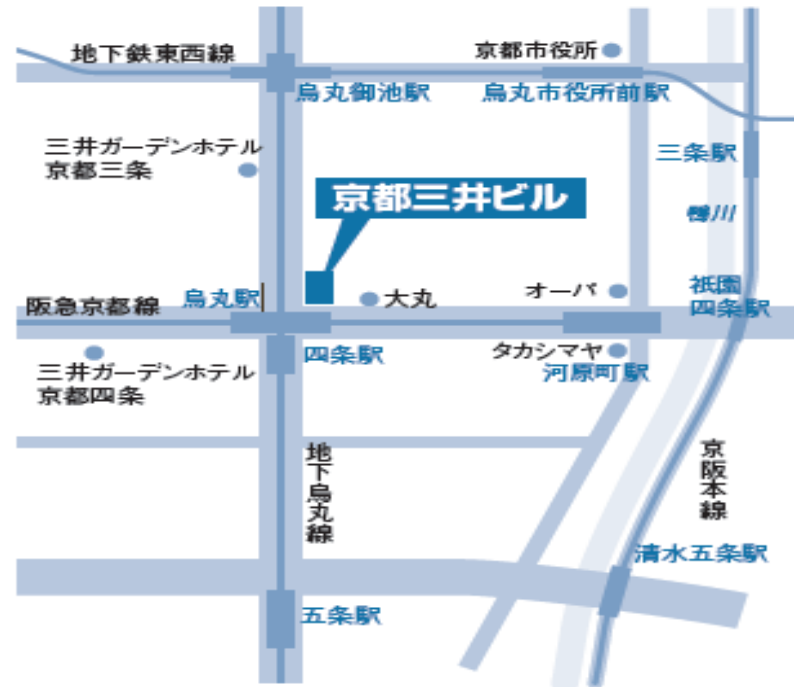 地下鉄東西線
京都市役所
烏丸御池駅
烏丸市役所前駅
三井ガーデンホテル
京都三条
三条駅
京都三井ビル
鴨川
阪急京都線
烏丸駅
大丸
オーパ
祇園
四条駅
四条駅
タカシマヤ
河原町駅
三井ガーデンホテル
京都四条
地下烏丸線
京阪本線
清水五条駅
五条駅